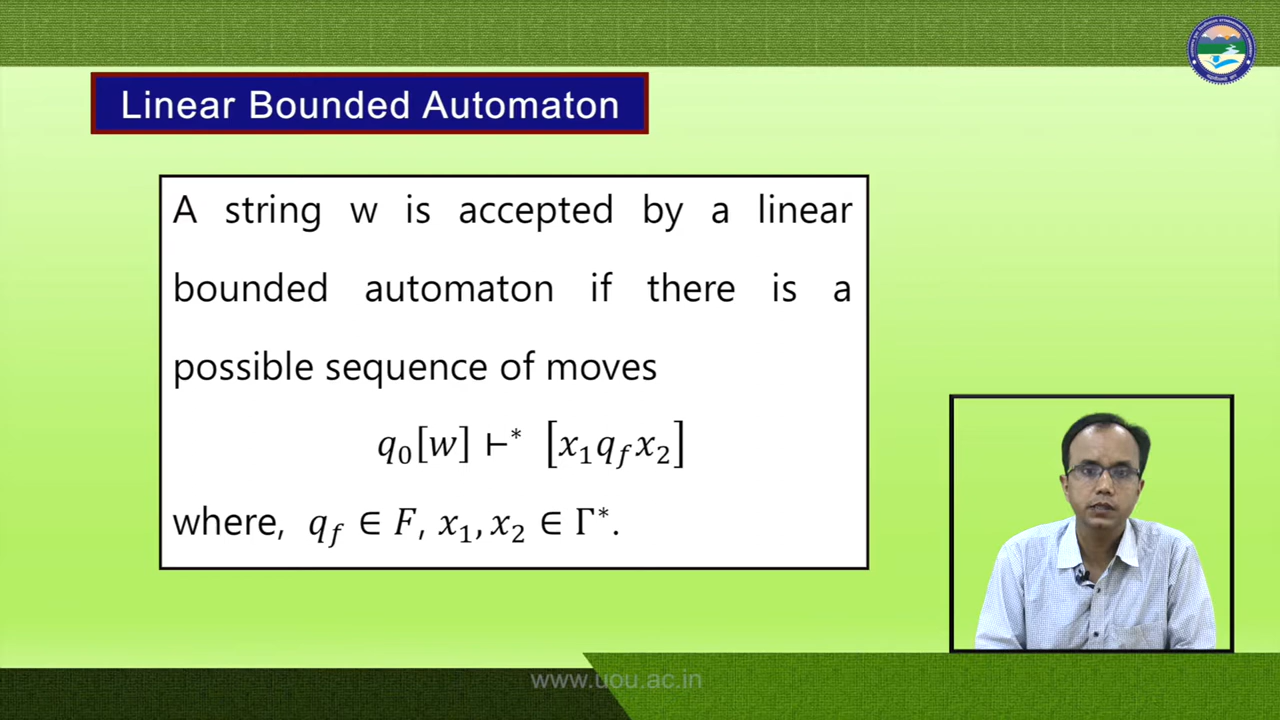 Linear Bounded Automaton
A string w is accepted by a linear
bounded automaton if there is a
possible sequence of moves
q₀[w] ⊢* [x₁q_fx₂]
where, q_f ∈ F, x₁, x₂ ∈ Γ*.
www.uou.ac.in